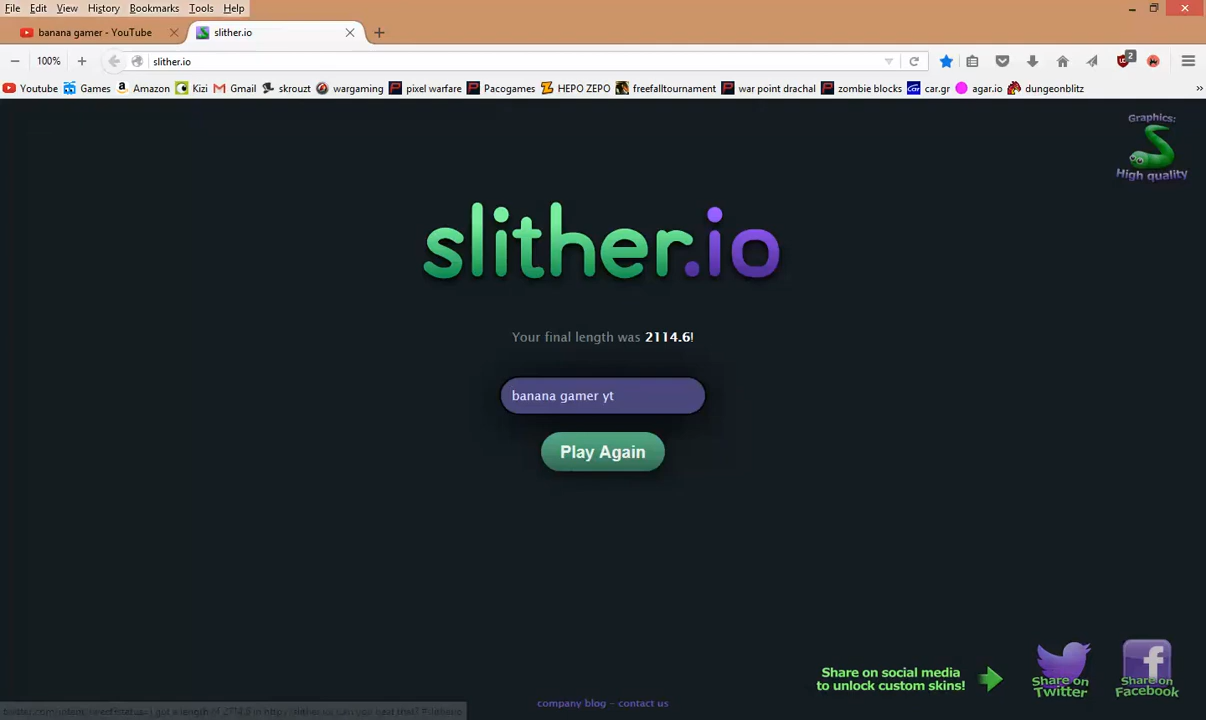 File Edit View History Bookmarks Tools Help
banana gamer - YouTube slither.io
100% slither.io 2
Youtube Games Amazon Kizi Gmail skroutz wargaming pixel warfare Pacogames HEPO ZEPO freefalltournament war point drachal zombie blocks car.gr agar.io dungeonblitz
Graphics:
High quality
slither.io
Your final length was 2114.6!
banana gamer yt
Play Again
Share on social media
to unlock custom skins!
Share on
Twitter
Share on
Facebook
company blog - contact us